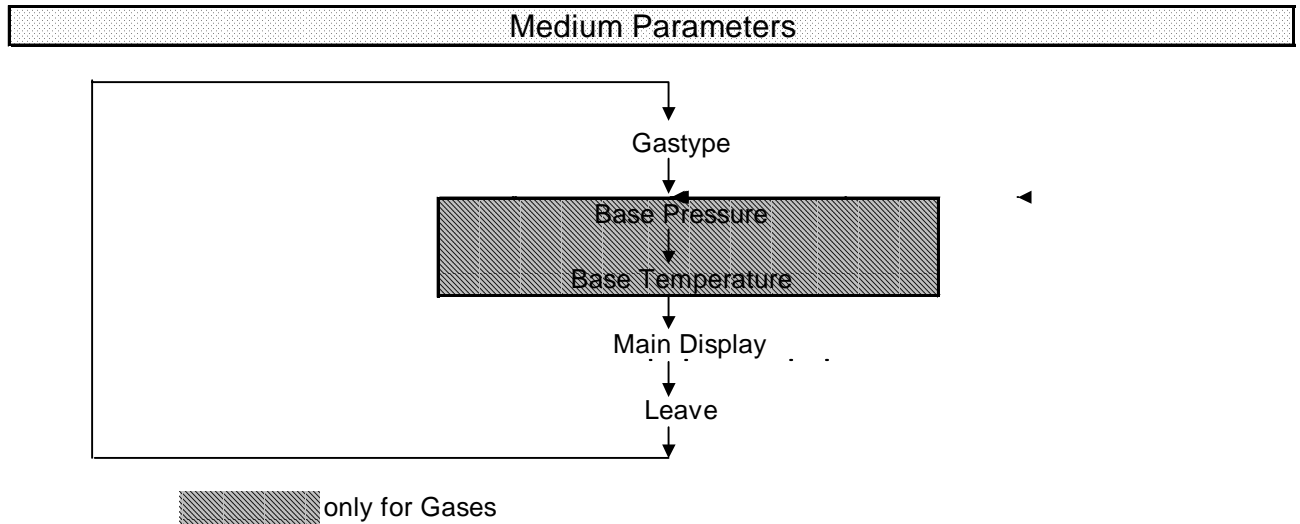 Medium Parameters
Gastype
Base Pressure
Base Temperature
Main Display
Leave
only for Gases